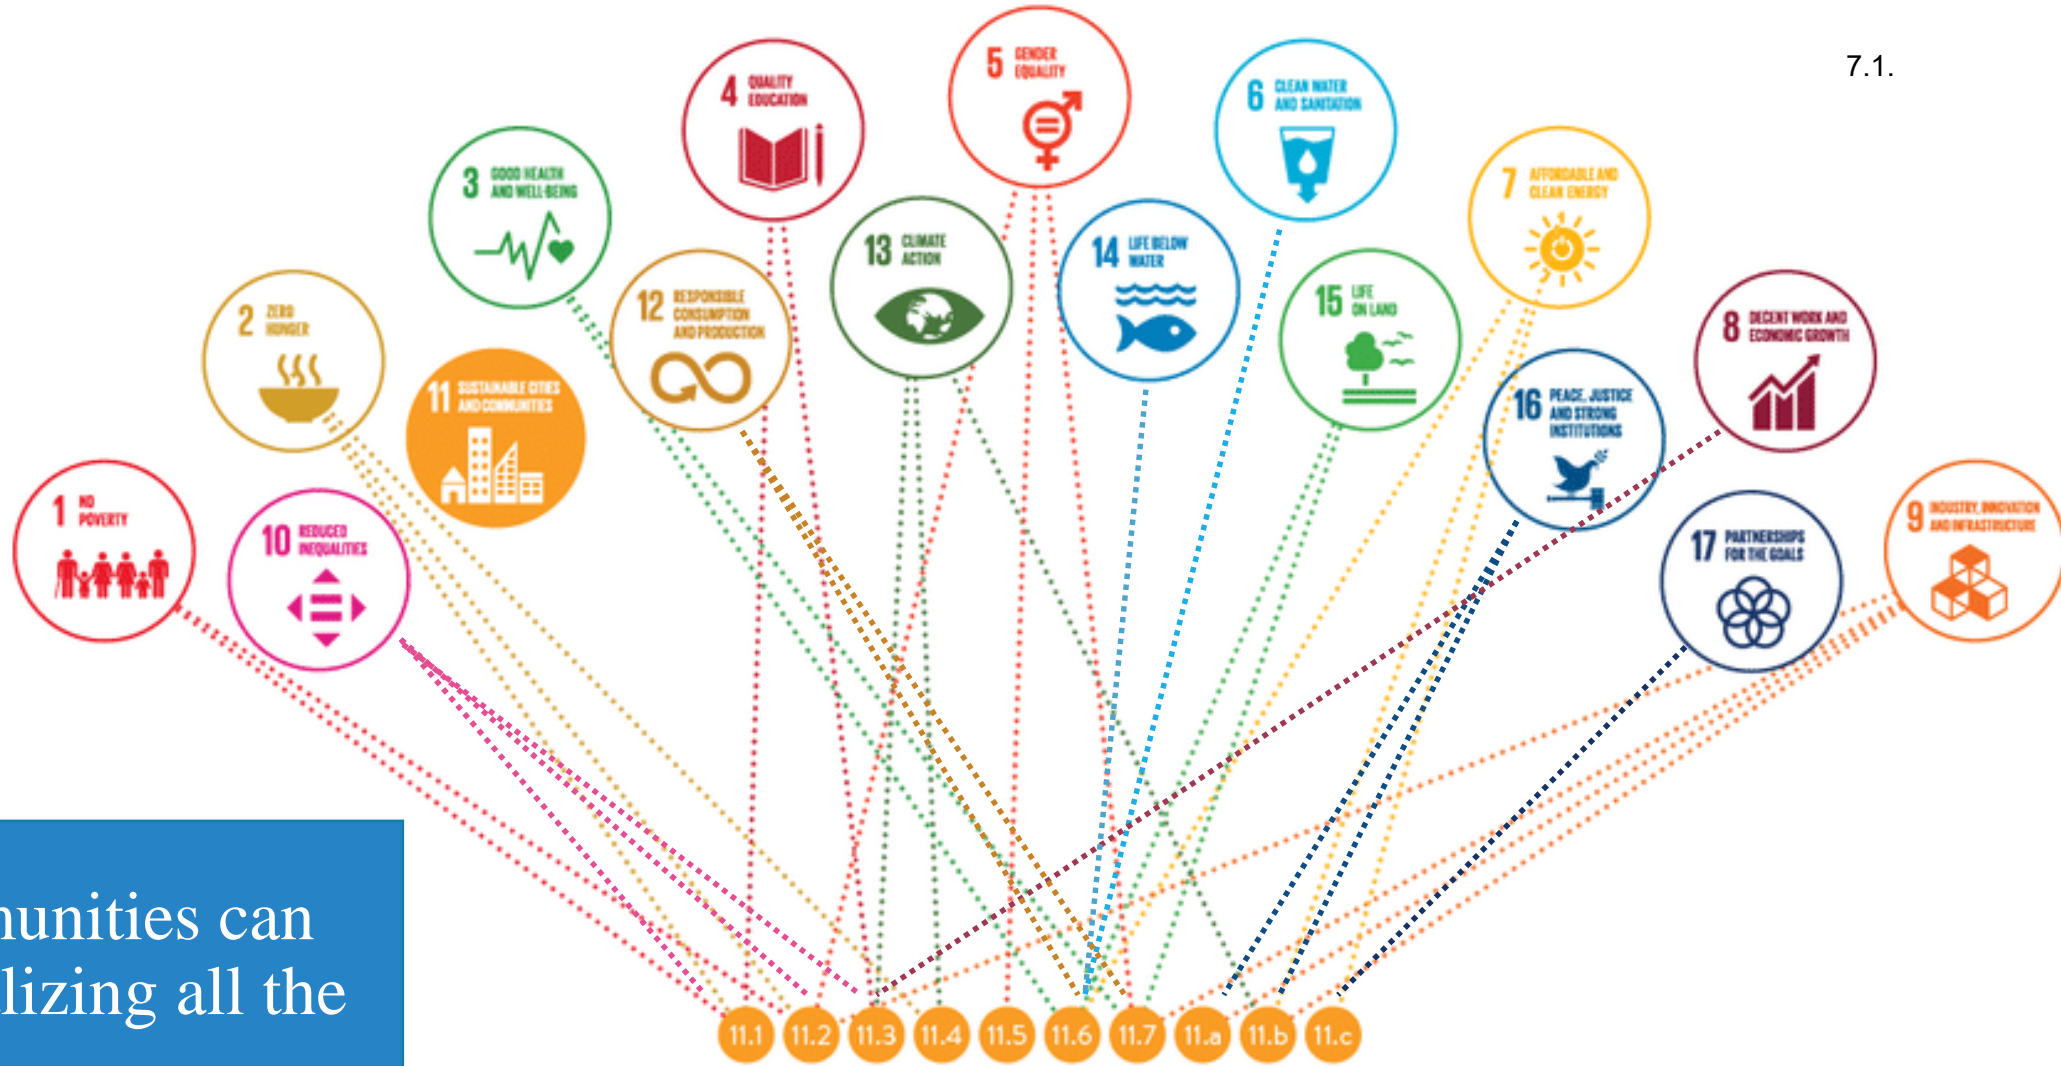 7.1.
5 GENDER
EQUALITY
4 QUALITY
EDUCATION
6 CLEAN WATER
AND SANITATION
3 GOOD HEALTH
AND WELL-BEING
7 AFFORDABLE AND
CLEAN ENERGY
13 CLIMATE
ACTION
14 LIFE BELOW
WATER
12 RESPONSIBLE
CONSUMPTION
AND PRODUCTION
15 LIFE
ON LAND
2 ZERO
HUNGER
8 DECENT WORK AND
ECONOMIC GROWTH
11 SUSTAINABLE CITIES
AND COMMUNITIES
16 PEACE, JUSTICE
AND STRONG
INSTITUTIONS
1 NO
POVERTY
10 REDUCED
INEQUALITIES
17 PARTNERSHIPS
FOR THE GOALS
9 INDUSTRY, INNOVATION
AND INFRASTRUCTURE
munities can
lizing all the
11.1 11.2 11.3 11.4 11.5 11.6 11.7 11.a 11.b 11.c